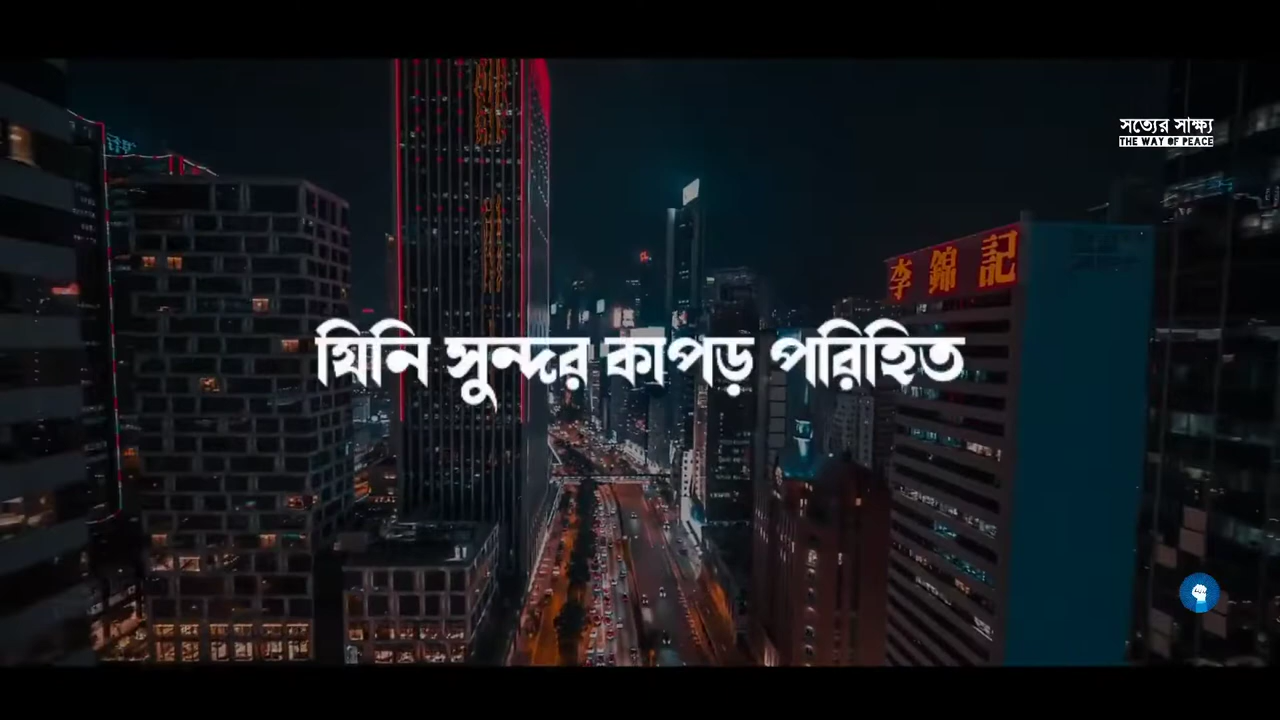 সত্যের সাক্ষ্য
THE WAY OF PEACE
李錦記
যিনি সুন্দর কাপড় পরিহিত